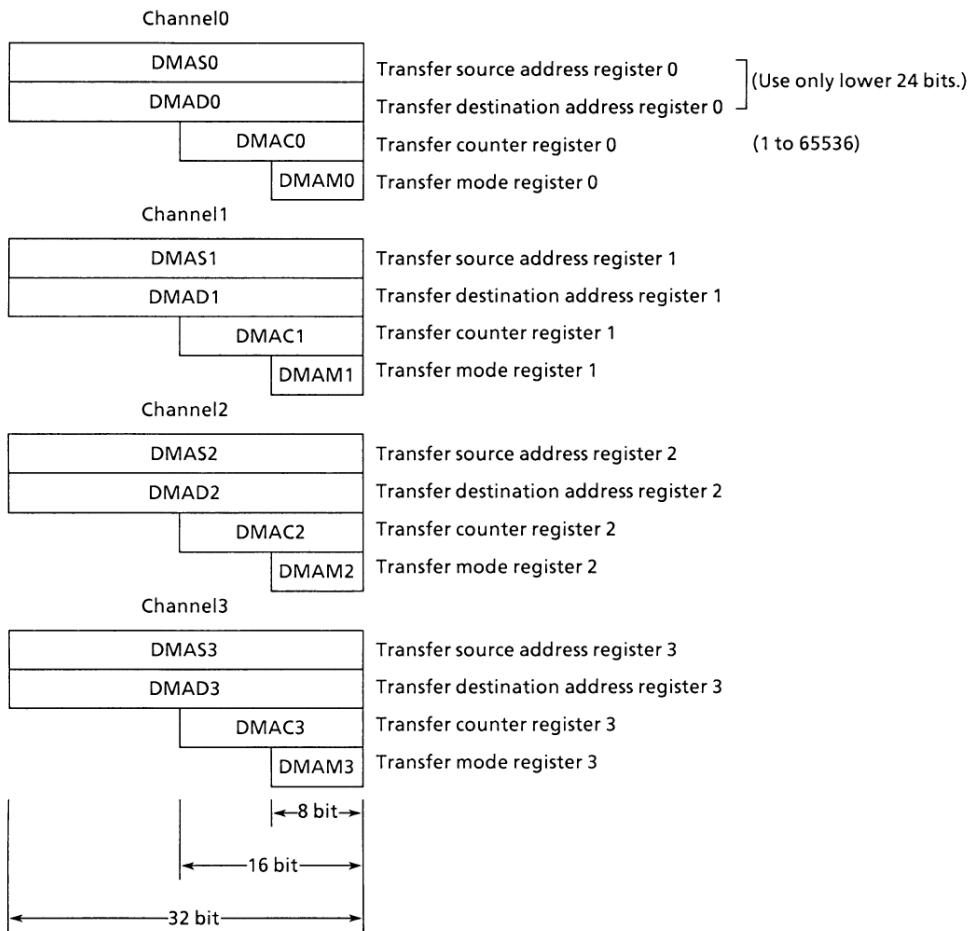 Channel0
DMAS0 Transfer source address register 0 (Use only lower 24 bits.)
DMAD0 Transfer destination address register 0
DMAC0 Transfer counter register 0 (1 to 65536)
DMAM0 Transfer mode register 0
Channel1
DMAS1 Transfer source address register 1
DMAD1 Transfer destination address register 1
DMAC1 Transfer counter register 1
DMAM1 Transfer mode register 1
Channel2
DMAS2 Transfer source address register 2
DMAD2 Transfer destination address register 2
DMAC2 Transfer counter register 2
DMAM2 Transfer mode register 2
Channel3
DMAS3 Transfer source address register 3
DMAD3 Transfer destination address register 3
DMAC3 Transfer counter register 3
DMAM3 Transfer mode register 3
8 bit
16 bit
32 bit